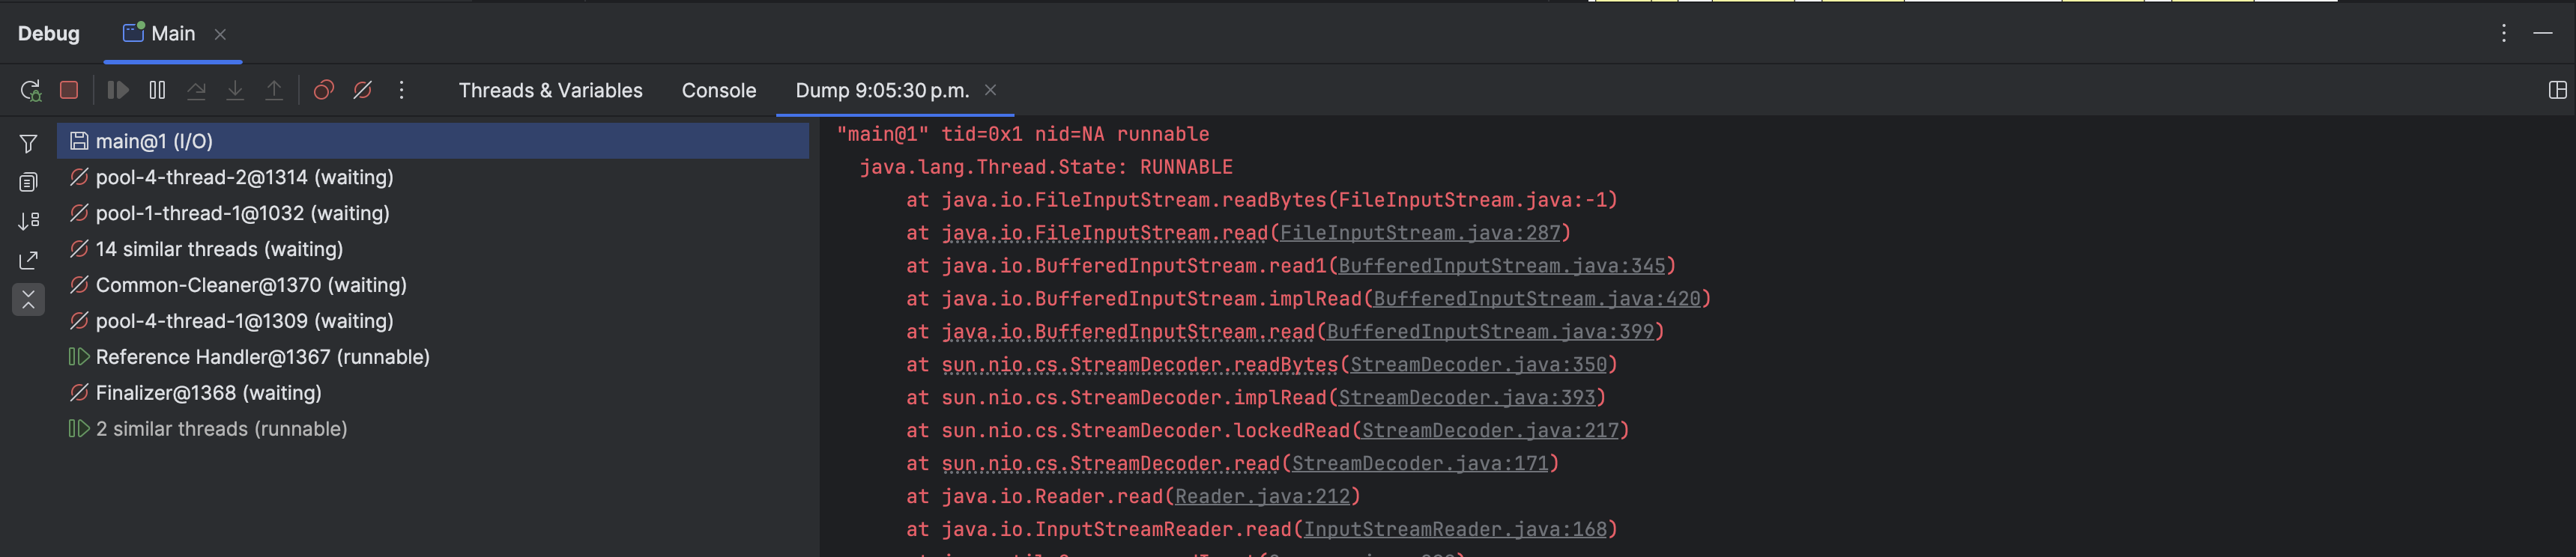 Debug
Main
Threads & Variables
Console
Dump 9:05:30 p.m.
main@1 (I/O)
pool-4-thread-2@1314 (waiting)
pool-1-thread-1@1032 (waiting)
14 similar threads (waiting)
Common-Cleaner@1370 (waiting)
pool-4-thread-1@1309 (waiting)
Reference Handler@1367 (runnable)
Finalizer@1368 (waiting)
2 similar threads (runnable)
"main@1" tid=0x1 nid=NA runnable
java.lang.Thread.State: RUNNABLE
at java.io.FileInputStream.readBytes(FileInputStream.java:-1)
at java.io.FileInputStream.read(FileInputStream.java:287)
at java.io.BufferedInputStream.read1(BufferedInputStream.java:345)
at java.io.BufferedInputStream.implRead(BufferedInputStream.java:420)
at java.io.BufferedInputStream.read(BufferedInputStream.java:399)
at sun.nio.cs.StreamDecoder.readBytes(StreamDecoder.java:350)
at sun.nio.cs.StreamDecoder.implRead(StreamDecoder.java:393)
at sun.nio.cs.StreamDecoder.lockedRead(StreamDecoder.java:217)
at sun.nio.cs.StreamDecoder.read(StreamDecoder.java:171)
at java.io.Reader.read(Reader.java:212)
at java.io.InputStreamReader.read(InputStreamReader.java:168)